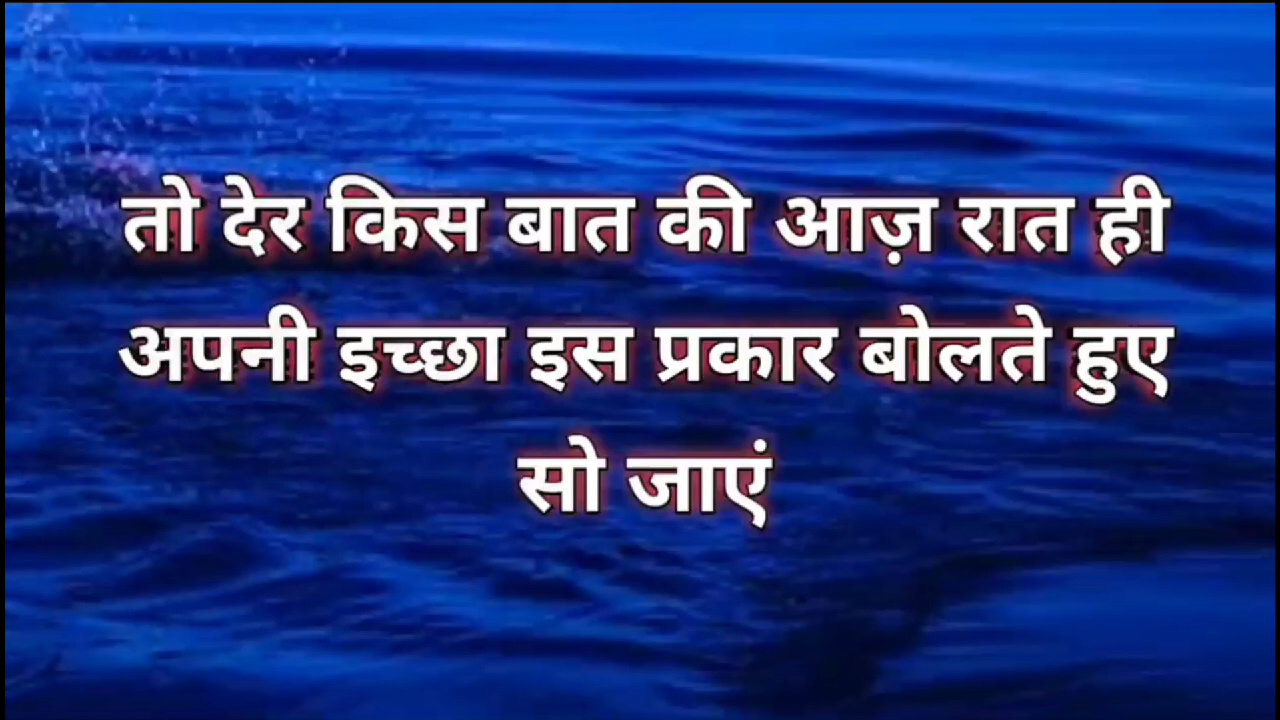 तो देर किस बात की आज़ रात ही
अपनी इच्छा इस प्रकार बोलते हुए
सो जाएं